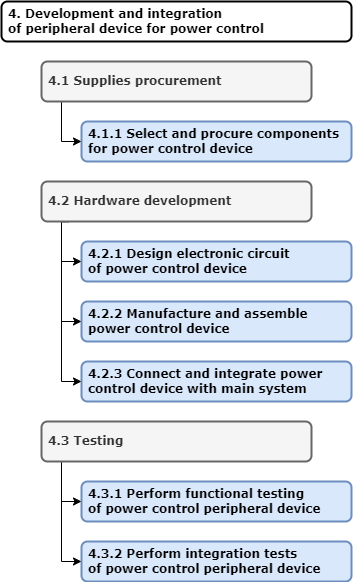 4. Development and integration
of peripheral device for power control
4.1 Supplies procurement
4.1.1 Select and procure components
for power control device
4.2 Hardware development
4.2.1 Design electronic circuit
of power control device
4.2.2 Manufacture and assemble
power control device
4.2.3 Connect and integrate power
control device with main system
4.3 Testing
4.3.1 Perform functional testing
of power control peripheral device
4.3.2 Perform integration tests
of power control peripheral device